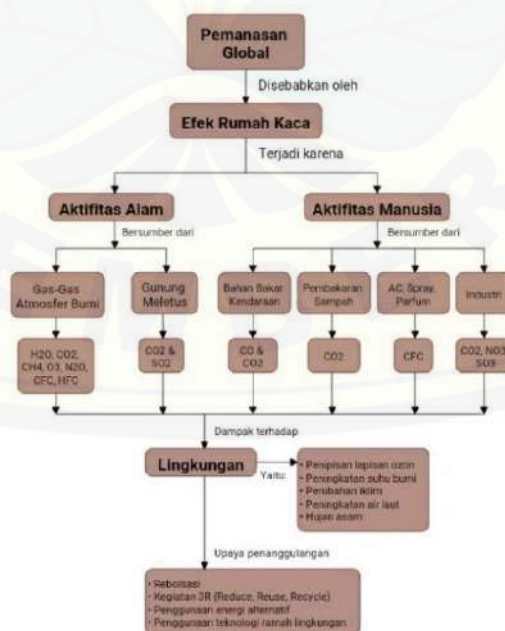 Pemanasan
Global
Disebabkan oleh
Efek Rumah Kaca
Terjadi karena
Aktifitas Alam
Aktifitas Manusia
Bersumber dari
Bersumber dari
Gas-Gas
Atmosfer Bumi
Gunung
Meletus
Bahan Bakar
Kendaraan
Pembakaran
Sampah
AC, Spray,
Parfum
Industri
H2O, CO2,
CH4, O3, N2O,
CFC, HFC
CO2 &
SO2
CO &
CO2
CO2
CFC
CO2, NO3
SO3
Dampak terhadap
Lingkungan
Yaitu
• Penipisan lapisan ozon
• Peningkatan suhu bumi
• Perubahan iklim
• Peningkatan air laut
• Hujan asam
Upaya penanggulangan
• Reboisasi
• Kegiatan 3R (Reduce, Reuse, Recycle)
• Penggunaan energi alternatif
• Penggunaan teknologi ramah lingkungan